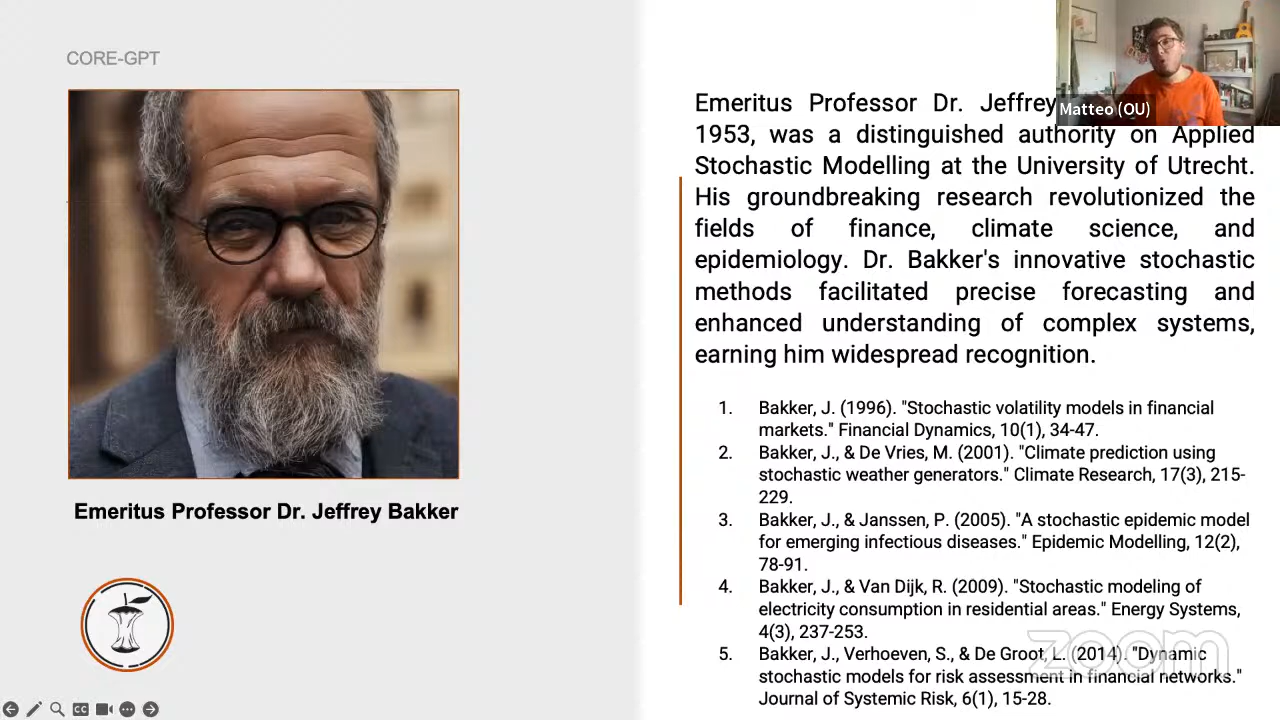 CORE-GPT
Emeritus Professor Dr. Jeffrey Bakker
Emeritus Professor Dr. Jeffrey
1953, was a distinguished authority on Applied
Stochastic Modelling at the University of Utrecht.
His groundbreaking research revolutionized the
fields of finance, climate science, and
epidemiology. Dr. Bakker's innovative stochastic
methods facilitated precise forecasting and
enhanced understanding of complex systems,
earning him widespread recognition.
1. Bakker, J. (1996). "Stochastic volatility models in financial
markets." Financial Dynamics, 10(1), 34-47.
2. Bakker, J., & De Vries, M. (2001). "Climate prediction using
stochastic weather generators." Climate Research, 17(3), 215-
229.
3. Bakker, J., & Janssen, P. (2005). "A stochastic epidemic model
for emerging infectious diseases." Epidemic Modelling, 12(2),
78-91.
4. Bakker, J., & Van Dijk, R. (2009). "Stochastic modeling of
electricity consumption in residential areas." Energy Systems,
4(3), 237-253.
5. Bakker, J., Verhoeven, S., & De Groot, L. (2014). "Dynamic
stochastic models for risk assessment in financial networks."
Journal of Systemic Risk, 6(1), 15-28.
Matteo (OU)
zoom
CC